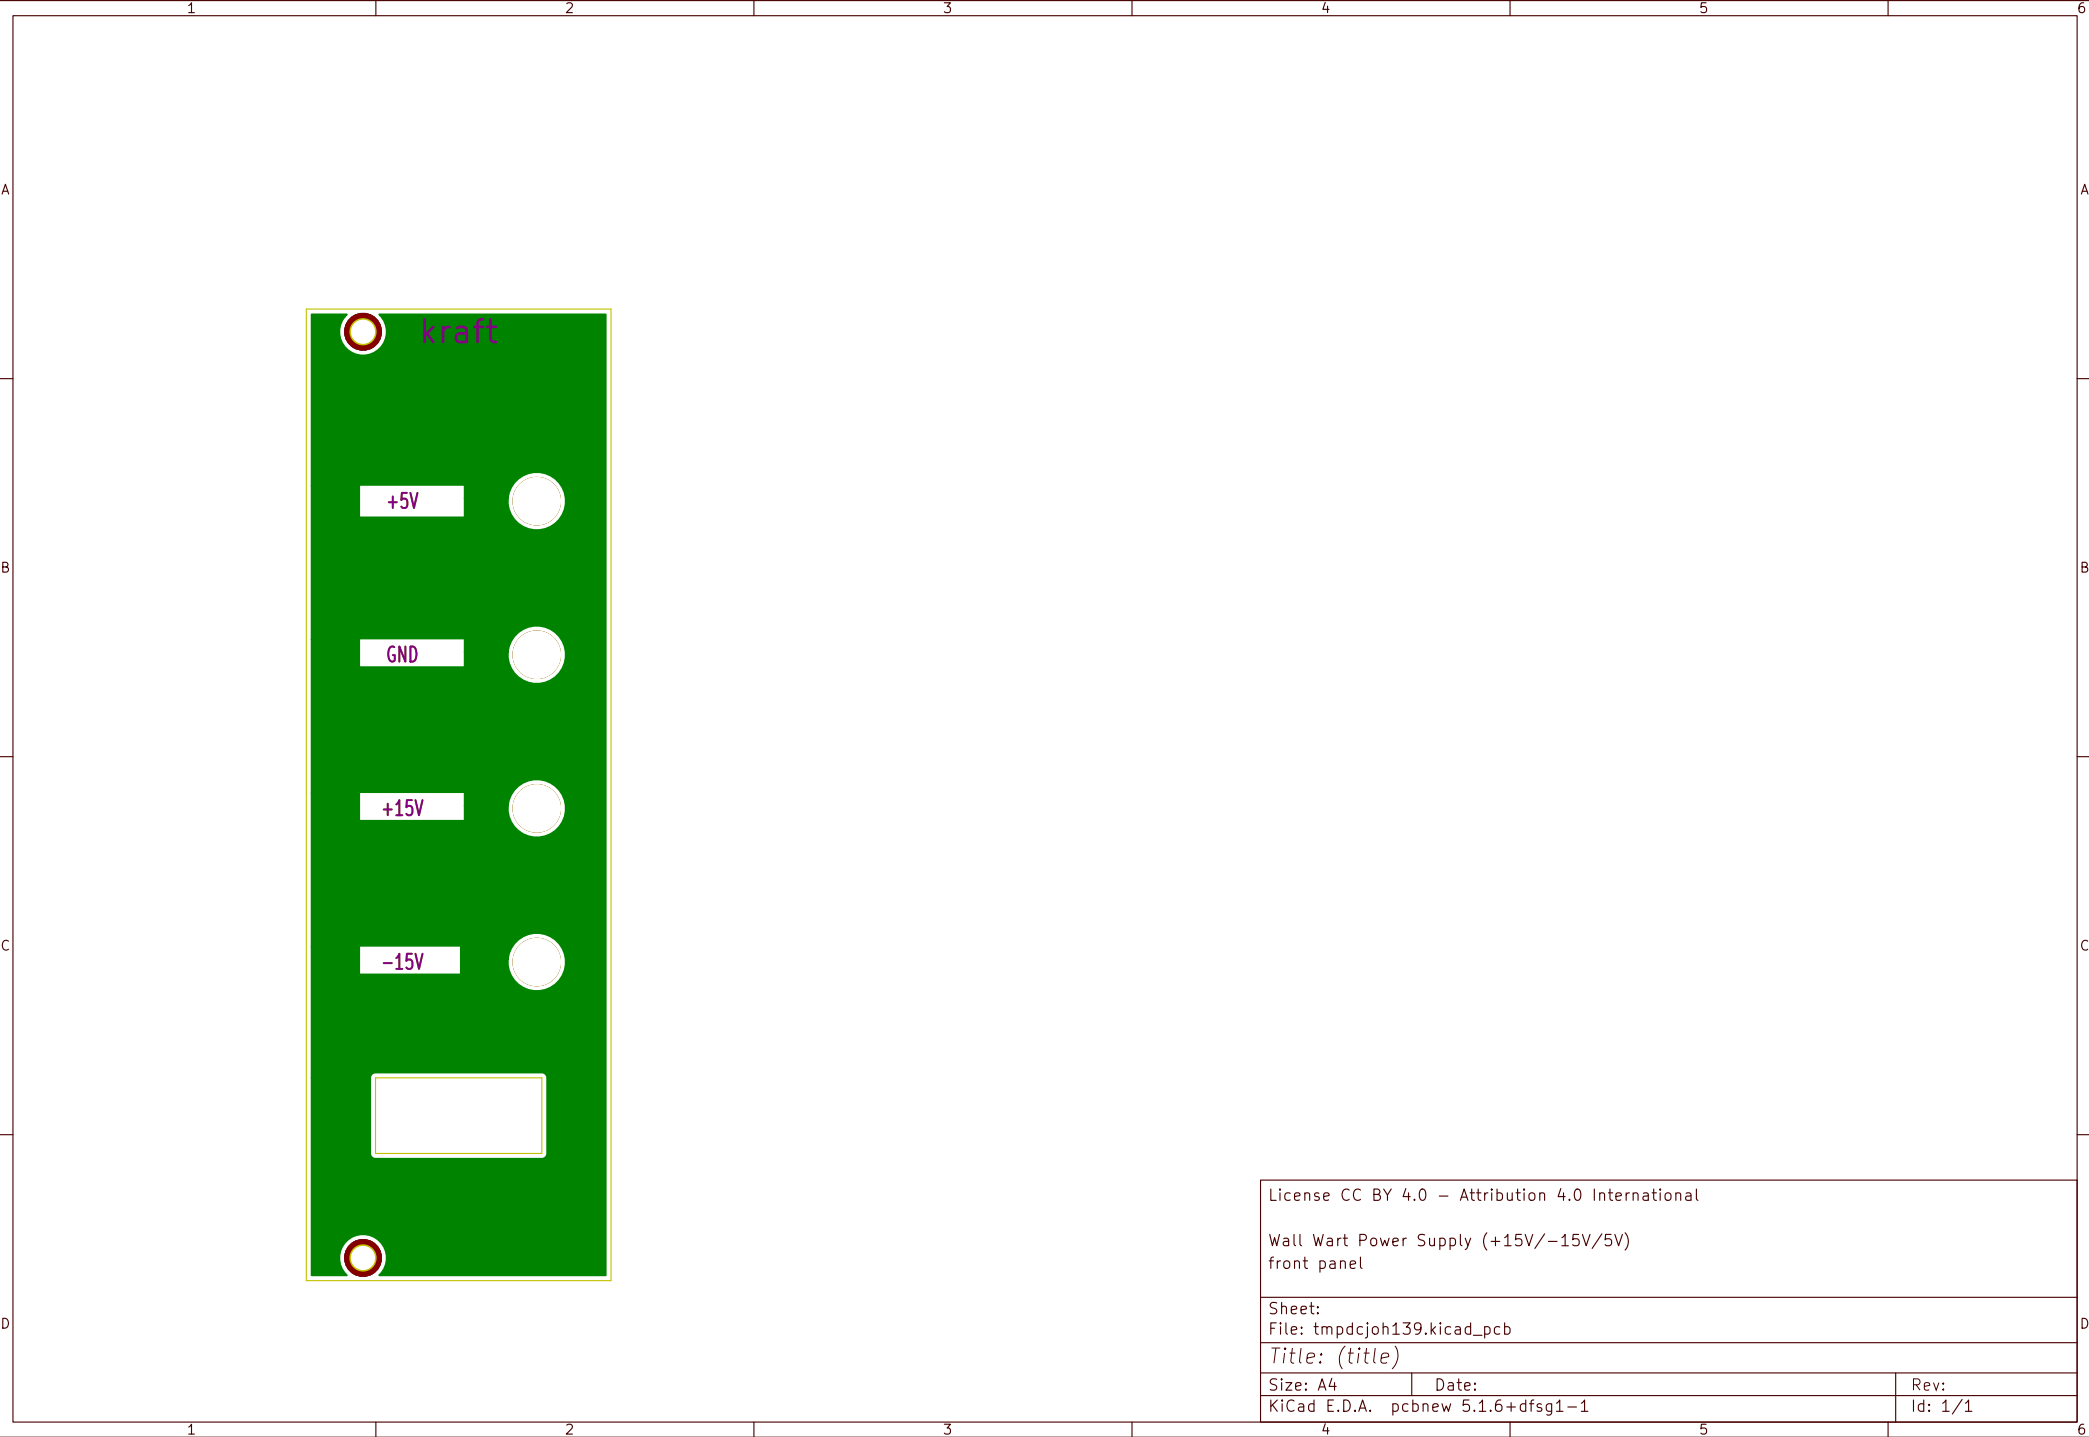 1 2 3 4 5 6
A A
kraft
+5V
B B
GND
+15V
C C
-15V
License CC BY 4.0 - Attribution 4.0 International
Wall Wart Power Supply (+15V/-15V/5V)
front panel
Sheet:
D D
File: tmpdcjoh139.kicad_pcb
Title: (title)
Size: A4 Date: Rev:
KiCad E.D.A. pcbnew 5.1.6+dfsg1-1 Id: 1/1
1 2 3 4 5 6